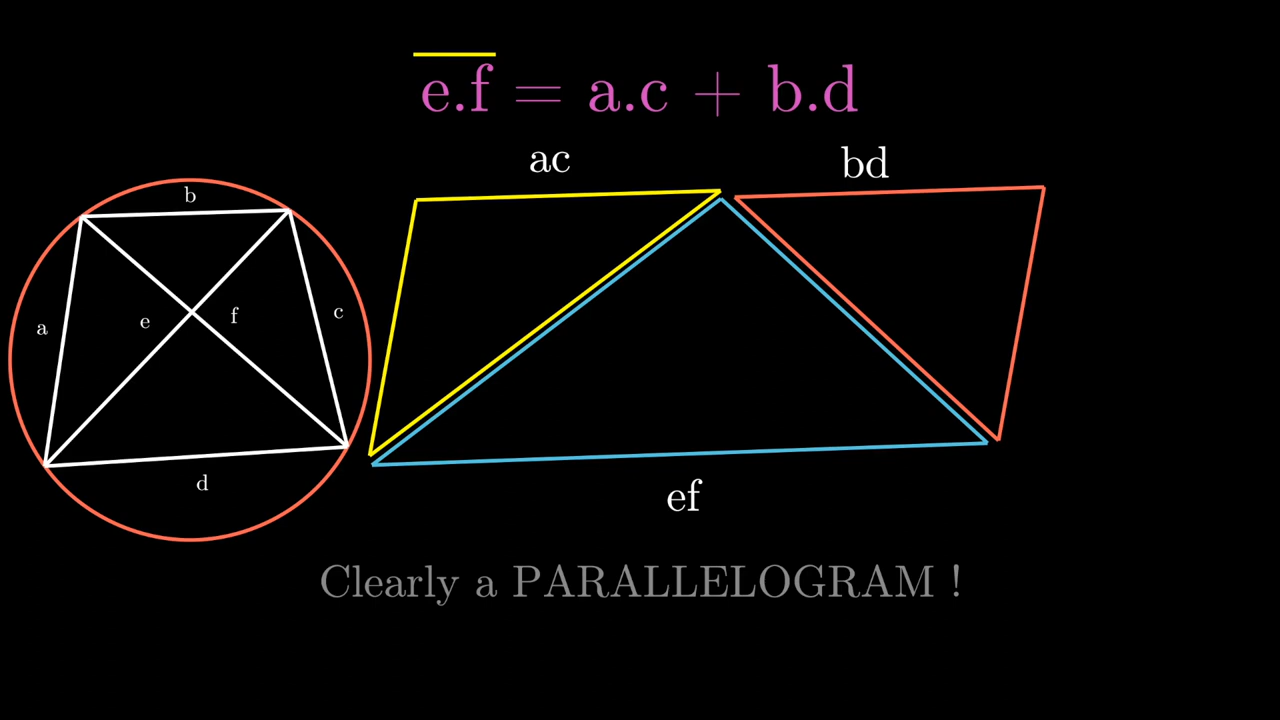 e.f = a.c + b.d
ac
bd
b
a
e
f
c
d
ef
Clearly a PARALLELOGRAM !